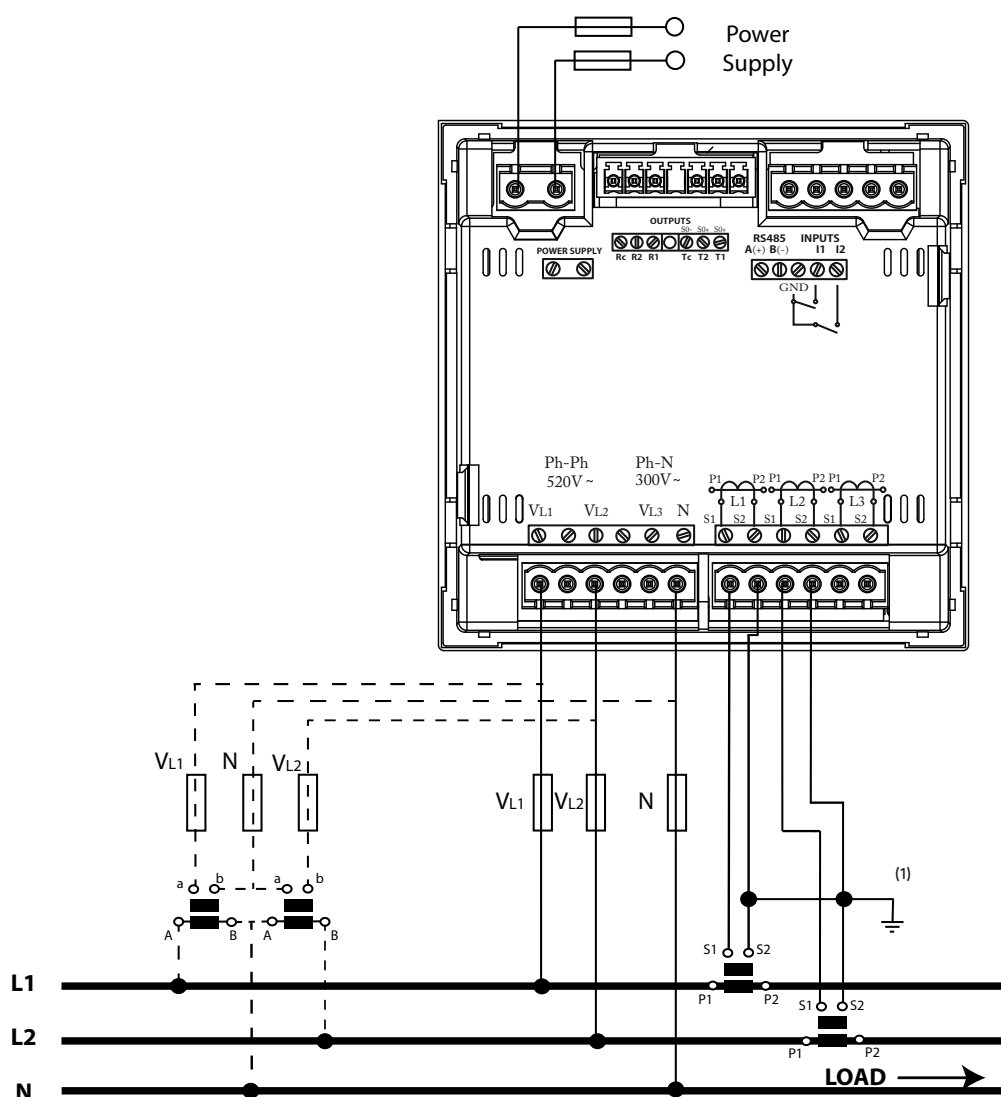 Power
Supply
OUTPUTS
S0- S0+ S0+
Rc R2 R1 Tc T2 T1
POWER SUPPLY
RS485 INPUTS
A(+) B(-) I1 I2
GND
Ph-Ph Ph-N
520V~ 300V~
P1 P2 P1 P2 P1 P2
L1 L2 L3
VL1 VL2 VL3 N
S1 S2 S1 S2 S1 S2
VL1 N VL2
VL1 VL2 N
a b a b
(1)
A B A B
S1 S2
L1
P1 P2
S1 S2
L2
P1 P2
LOAD
N